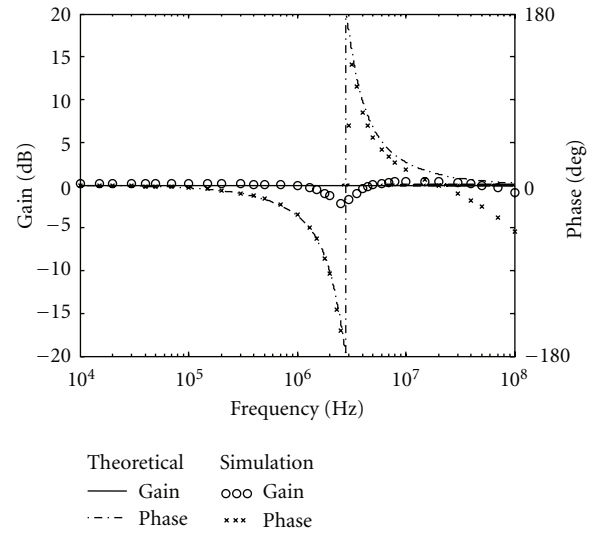 20
15
10
5
0
−5
−10
−15
−20
Gain (dB)
180
0
−180
Phase (deg)
10^4
10^5
10^6
10^7
10^8
Frequency (Hz)
Theoretical Simulation
Gain Gain
Phase Phase